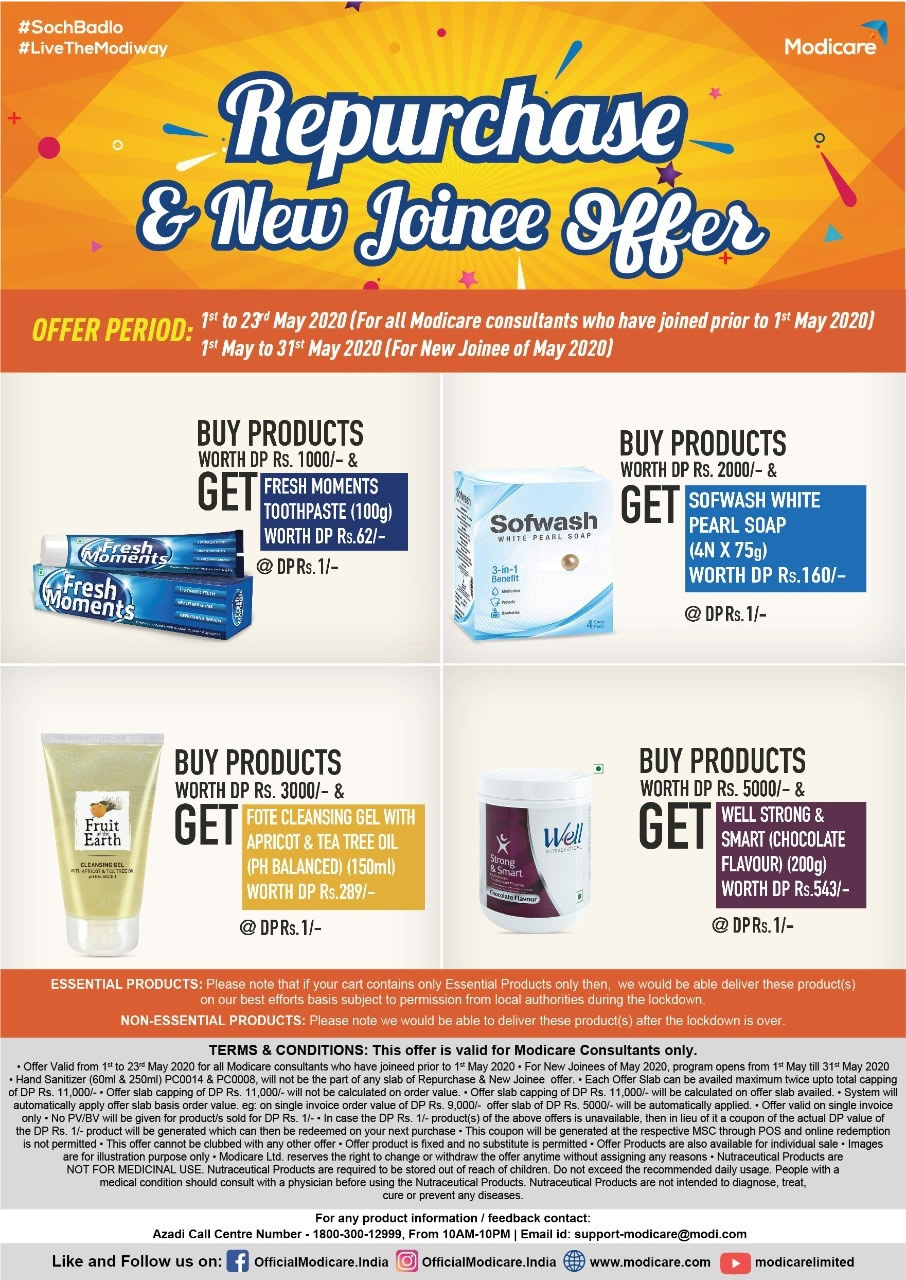 #SochBadlo
#LiveTheModiway
Modicare
Repurchase
& New Joinee Offer
OFFER PERIOD: 1st to 23rd May 2020 (For all Modicare consultants who have joined prior to 1st May 2020)
1st May to 31st May 2020 (For New Joinee of May 2020)
BUY PRODUCTS
WORTH DP Rs. 1000/- &
GET FRESH MOMENTS
TOOTHPASTE (100g)
WORTH DP Rs.62/-
@ DP Rs. 1/-
Fresh
Moments
Fresh
Moments
BUY PRODUCTS
WORTH DP Rs. 2000/- &
GET SOFWASH WHITE
PEARL SOAP
(4N X 75g)
WORTH DP Rs.160/-
@ DP Rs. 1/-
Sofwash
WHITE PEARL SOAP
3-in-1
Benefit
BUY PRODUCTS
WORTH DP Rs. 3000/- &
GET FOTE CLEANSING GEL WITH
APRICOT & TEA TREE OIL
(PH BALANCED) (150ml)
WORTH DP Rs.289/-
@ DP Rs. 1/-
Fruit
of the
Earth
CLEANSING GEL
WITH APRICOT & TEA TREE OIL
pH BALANCED
BUY PRODUCTS
WORTH DP Rs. 5000/- &
GET WELL STRONG &
SMART (CHOCOLATE
FLAVOUR) (200g)
WORTH DP Rs.543/-
@ DP Rs. 1/-
Well
Strong
& Smart
Chocolate Flavour
ESSENTIAL PRODUCTS: Please note that if your cart contains only Essential Products only then, we would be able deliver these product(s)
on our best efforts basis subject to permission from local authorities during the lockdown.
NON-ESSENTIAL PRODUCTS: Please note we would be able to deliver these product(s) after the lockdown is over.
TERMS & CONDITIONS: This offer is valid for Modicare Consultants only.
• Offer Valid from 1st to 23rd May 2020 for all Modicare consultants who have joineed prior to 1st May 2020 • For New Joinees of May 2020, program opens from 1st May till 31st May 2020
• Hand Sanitizer (60ml & 250ml) PC0014 & PC0008, will not be the part of any slab of Repurchase & New Joinee offer. • Each Offer Slab can be availed maximum twice upto total capping
of DP Rs. 11,000/- • Offer slab capping of DP Rs. 11,000/- will not be calculated on order value. • Offer slab capping of DP Rs. 11,000/- will be calculated on offer slab availed. • System will
automatically apply offer slab basis order value. eg: on single invoice order value of DP Rs. 9,000/- offer slab of DP Rs. 5000/- will be automatically applied. • Offer valid on single invoice
only • No PV/BV will be given for product/s sold for DP Rs. 1/- • In case the DP Rs. 1/- product(s) of the above offers is unavailable, then in lieu of it a coupon of the actual DP value of
the DP Rs. 1/- product will be generated which can then be redeemed on your next purchase • This coupon will be generated at the respective MSC through POS and online redemption
is not permitted • This offer cannot be clubbed with any other offer • Offer product is fixed and no substitute is permitted • Offer Products are also available for individual sale • Images
are for illustration purpose only • Modicare Ltd. reserves the right to change or withdraw the offer anytime without assigning any reasons • Nutraceutical Products are
NOT FOR MEDICINAL USE. Nutraceutical Products are required to be stored out of reach of children. Do not exceed the recommended daily usage. People with a
medical condition should consult with a physician before using the Nutraceutical Products. Nutraceutical Products are not intended to diagnose, treat,
cure or prevent any diseases.
For any product information / feedback contact:
Azadi Call Centre Number - 1800-300-12999, From 10AM-10PM | Email id: support-modicare@modi.com
Like and Follow us on: OfficialModicare.India OfficialModicare.India www.modicare.com modicarelimited